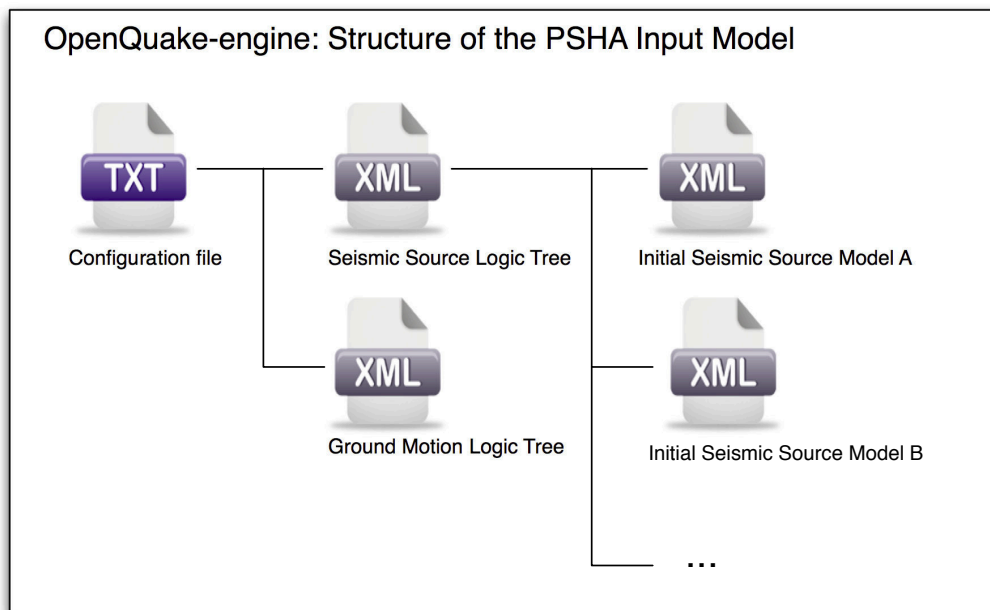 OpenQuake-engine: Structure of the PSHA Input Model
TXT
XML
XML
Configuration file
Seismic Source Logic Tree
Initial Seismic Source Model A
XML
XML
Ground Motion Logic Tree
Initial Seismic Source Model B
...